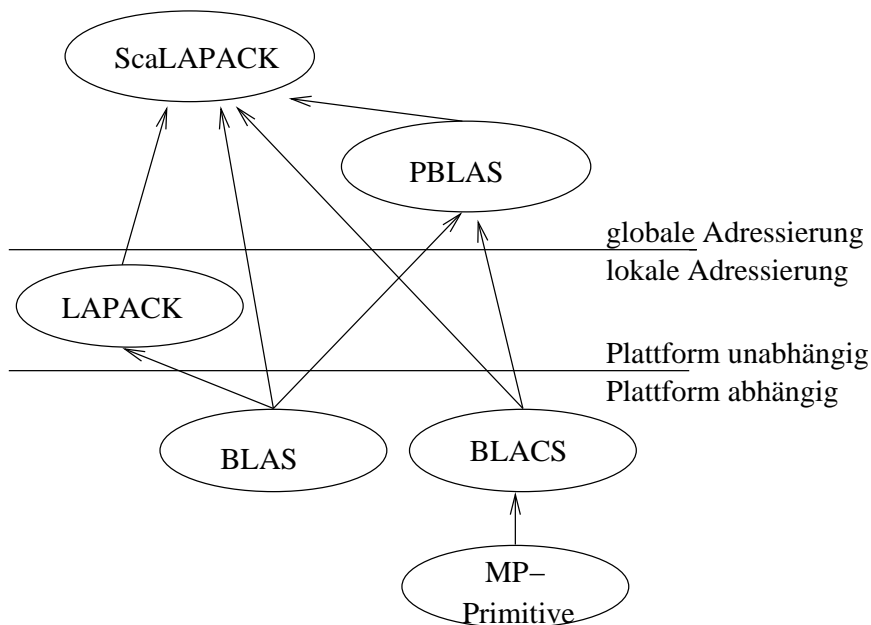 ScaLAPACK
PBLAS
globale Adressierung
lokale Adressierung
LAPACK
Plattform unabhängig
Plattform abhängig
BLAS
BLACS
MP–
Primitive